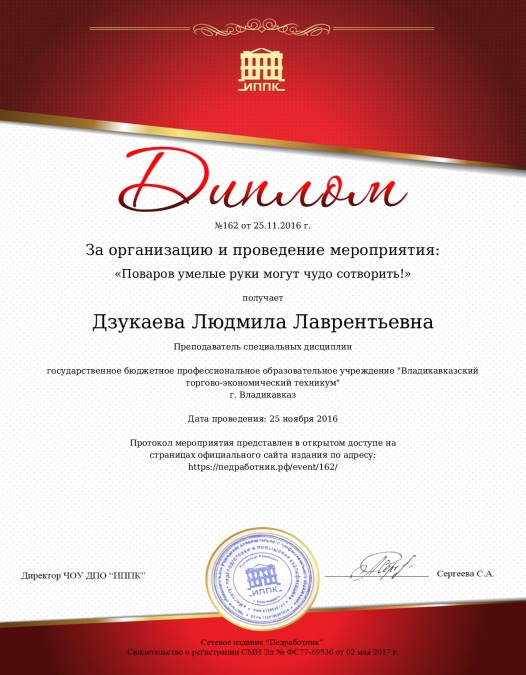 ИППК
Диплом
№162 от 25.11.2016 г.
За организацию и проведение мероприятия:
«Поваров умелые руки могут чудо сотворить!»
получает
Дзукаева Людмила Лаврентьевна
Преподаватель специальных дисциплин
государственное бюджетное профессиональное образовательное учреждение "Владикавказский
торгово-экономический техникум"
г. Владикавказ
Дата проведения: 25 ноября 2016
Протокол мероприятия представлен в открытом доступе на
страницах официального сайта издания по адресу:
https://педработник.рф/event/162/
ИППК
Директор ЧОУ ДПО “ИППК”
Сергеева С.А.
Сетевое издание “Педработник”
Свидетельство о регистрации СМИ Эл № ФС77-69536 от 02 мая 2017 г.